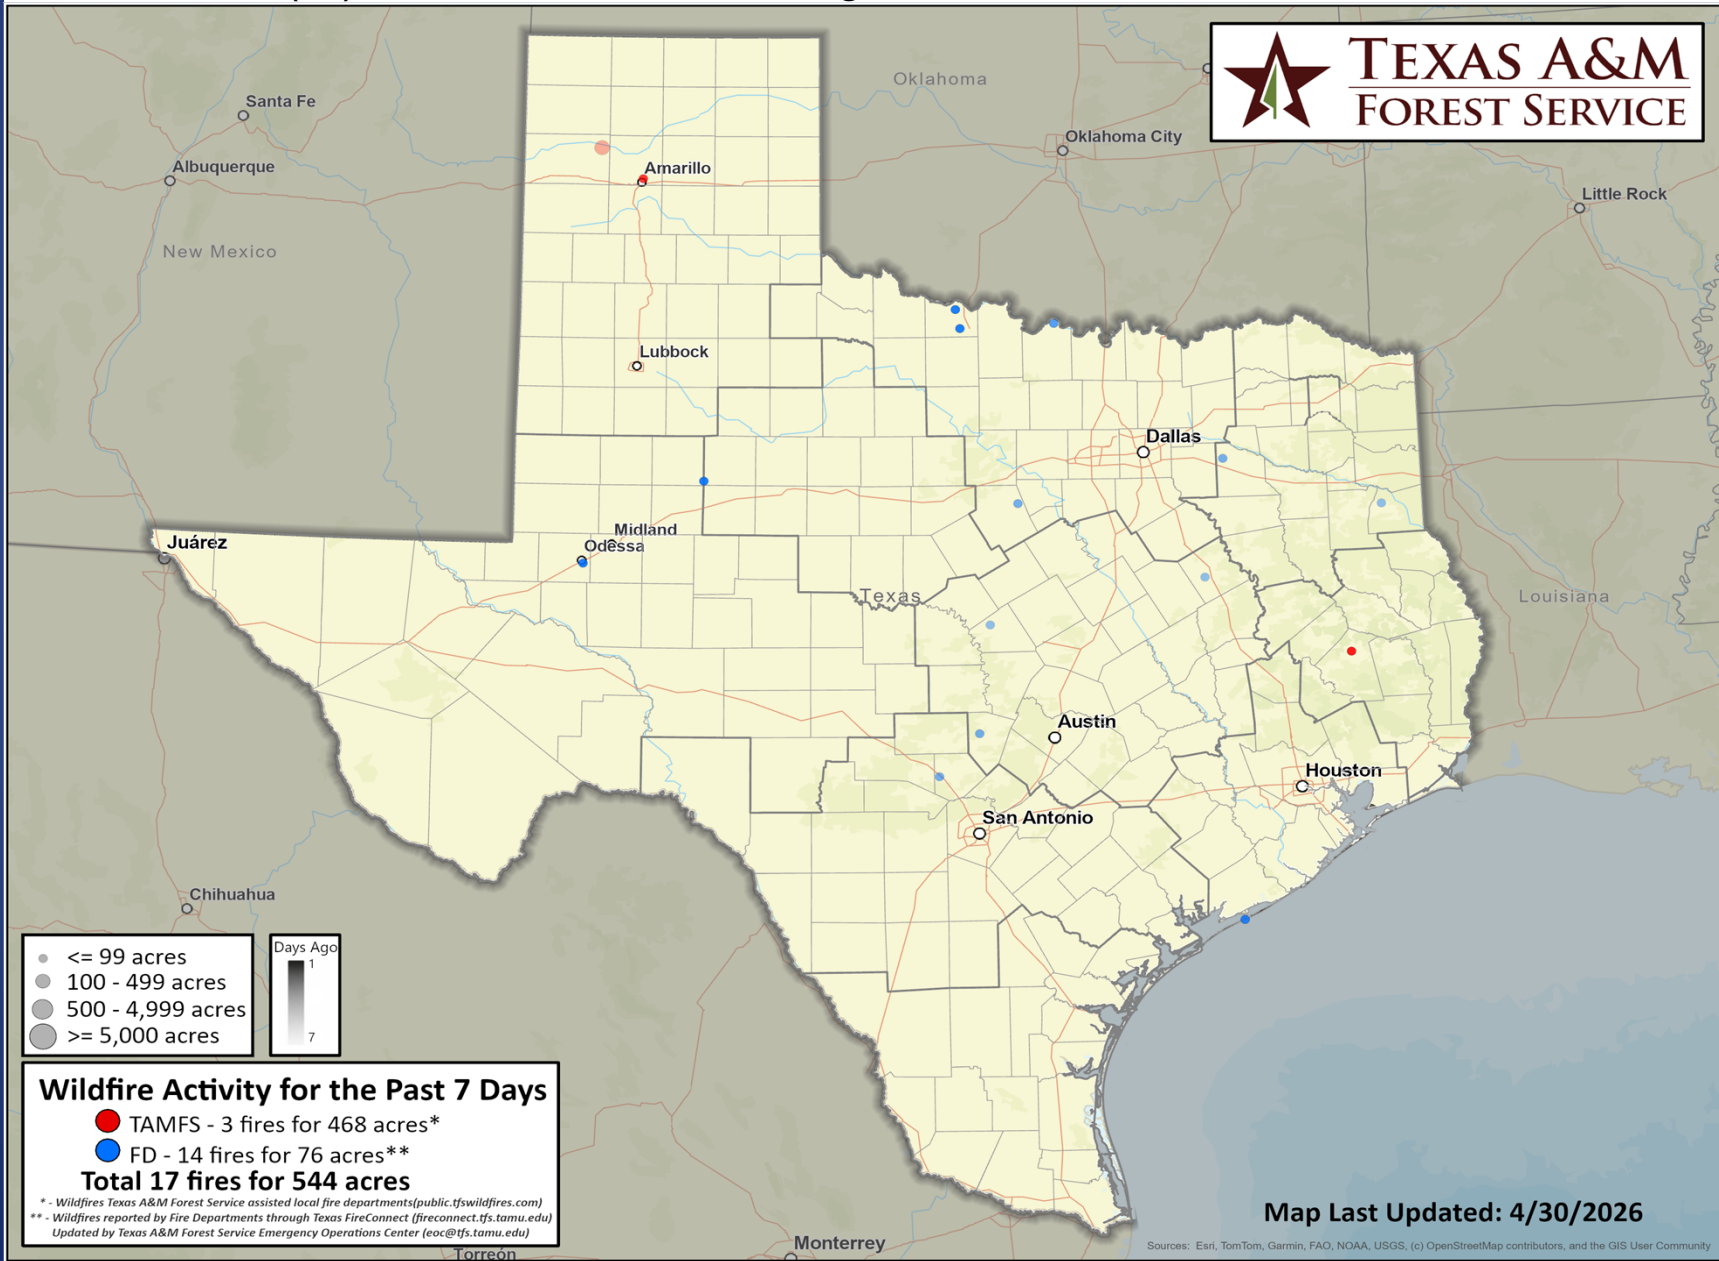 TEXAS A&M
FOREST SERVICE
Oklahoma
Santa Fe
Oklahoma City
Albuquerque
Amarillo
Little Rock
New Mexico
Lubbock
Dallas
Midland
Odessa
Juárez
Texas
Louisiana
Austin
Houston
San Antonio
Chihuahua
<= 99 acres
100 - 499 acres
500 - 4,999 acres
>= 5,000 acres
Days Ago
1
7
Wildfire Activity for the Past 7 Days
TAMFS - 3 fires for 468 acres*
FD - 14 fires for 76 acres**
Total 17 fires for 544 acres
* - Wildfires Texas A&M Forest Service assisted local fire departments(public.tfswildfires.com)
** - Wildfires reported by Fire Departments through Texas FireConnect (fireconnect.tfs.tamu.edu)
Updated by Texas A&M Forest Service Emergency Operations Center (eoc@tfs.tamu.edu)
Torreón
Monterrey
Map Last Updated: 4/30/2026
Sources: Esri, TomTom, Garmin, FAO, NOAA, USGS, (c) OpenStreetMap contributors, and the GIS User Community